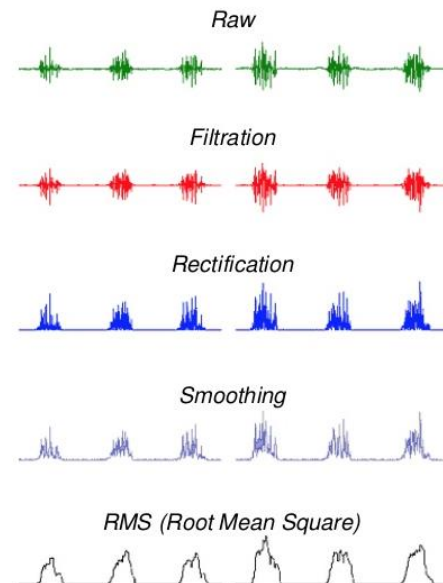 Raw
Filtration
Rectification
Smoothing
RMS (Root Mean Square)